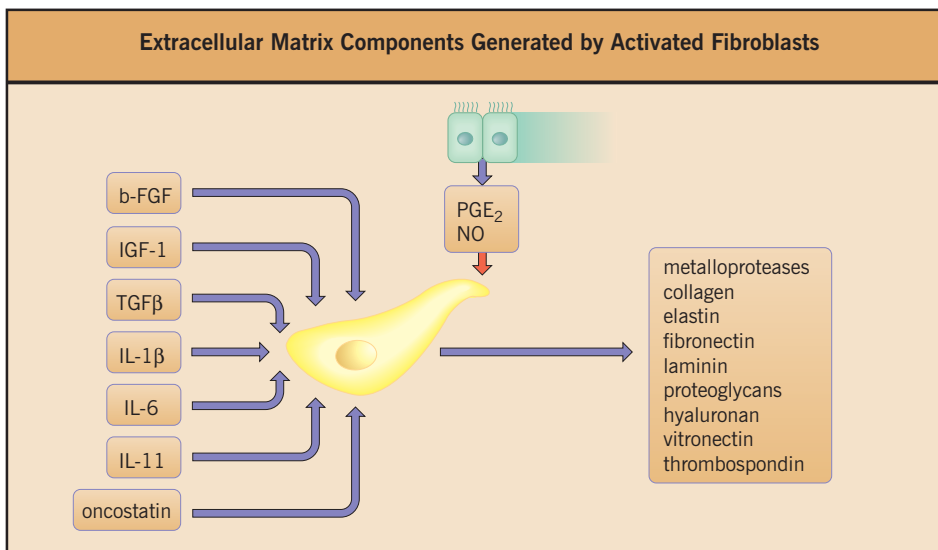 Extracellular Matrix Components Generated by Activated Fibroblasts
b-FGF
IGF-1
TGFβ
IL-1β
IL-6
IL-11
oncostatin
PGE₂
NO
metalloproteases
collagen
elastin
fibronectin
laminin
proteoglycans
hyaluronan
vitronectin
thrombospondin